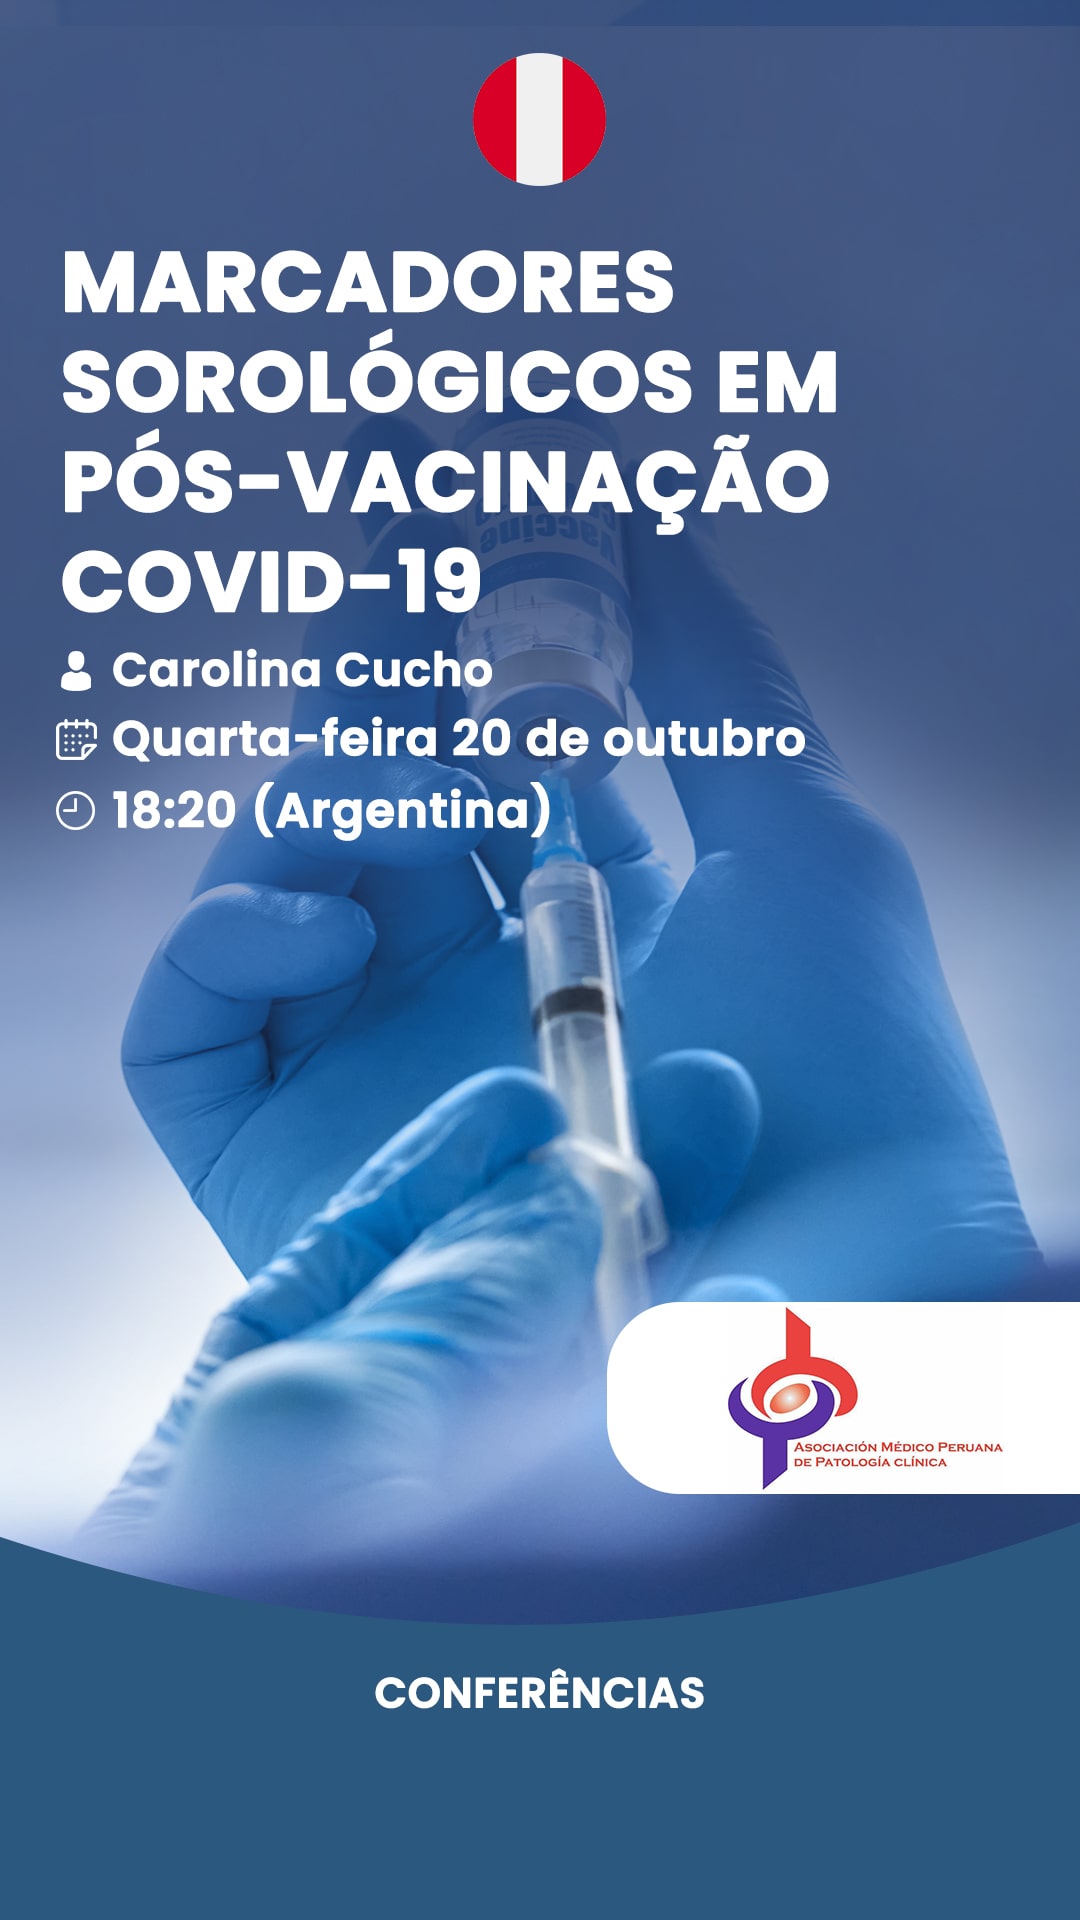 MARCADORES
SOROLÓGICOS EM
PÓS-VACINAÇÃO
COVID-19
Carolina Cucho
Quarta-feira 20 de outubro
18:20 (Argentina)
Vaccine
ASOCIACIÓN MÉDICO PERUANA
DE PATOLOGÍA CLÍNICA
CONFERÊNCIAS